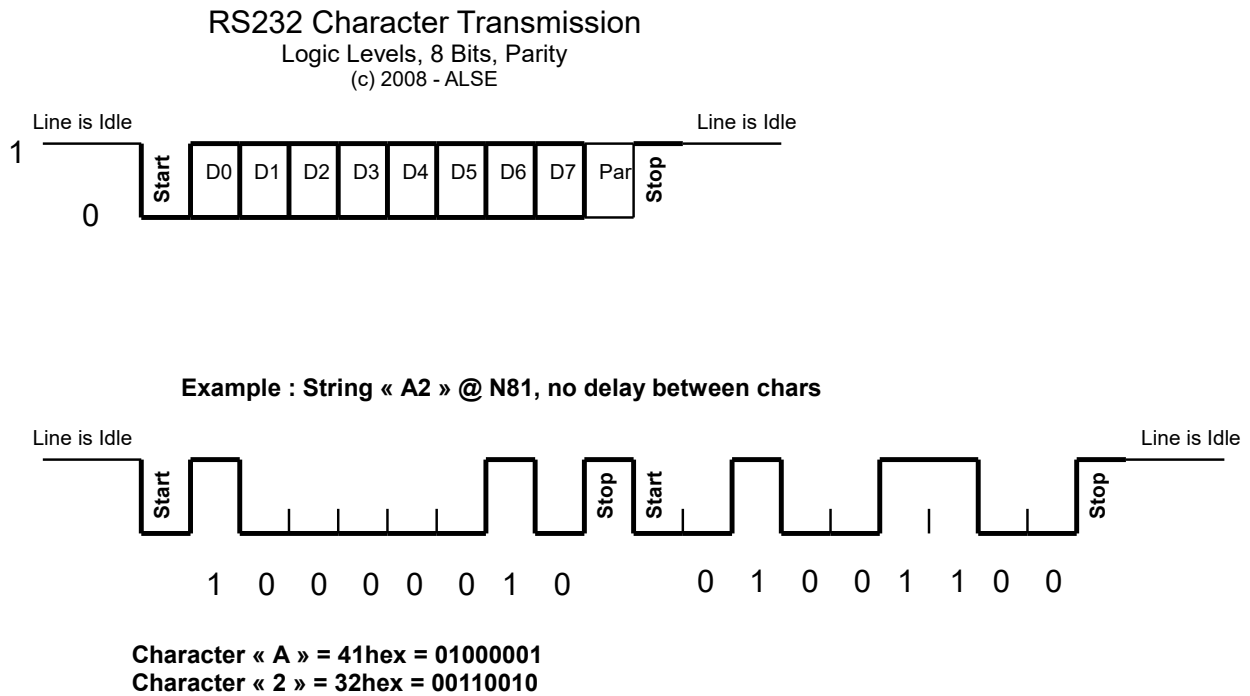 RS232 Character Transmission
Logic Levels, 8 Bits, Parity
(c) 2008 - ALSE
Line is Idle
Line is Idle
1
Start D0 D1 D2 D3 D4 D5 D6 D7 Par Stop
0
Example : String « A2 » @ N81, no delay between chars
Line is Idle
Line is Idle
Start Stop Start Stop
1 0 0 0 0 0 1 0 0 1 0 0 1 1 0 0
Character « A » = 41hex = 01000001
Character « 2 » = 32hex = 00110010